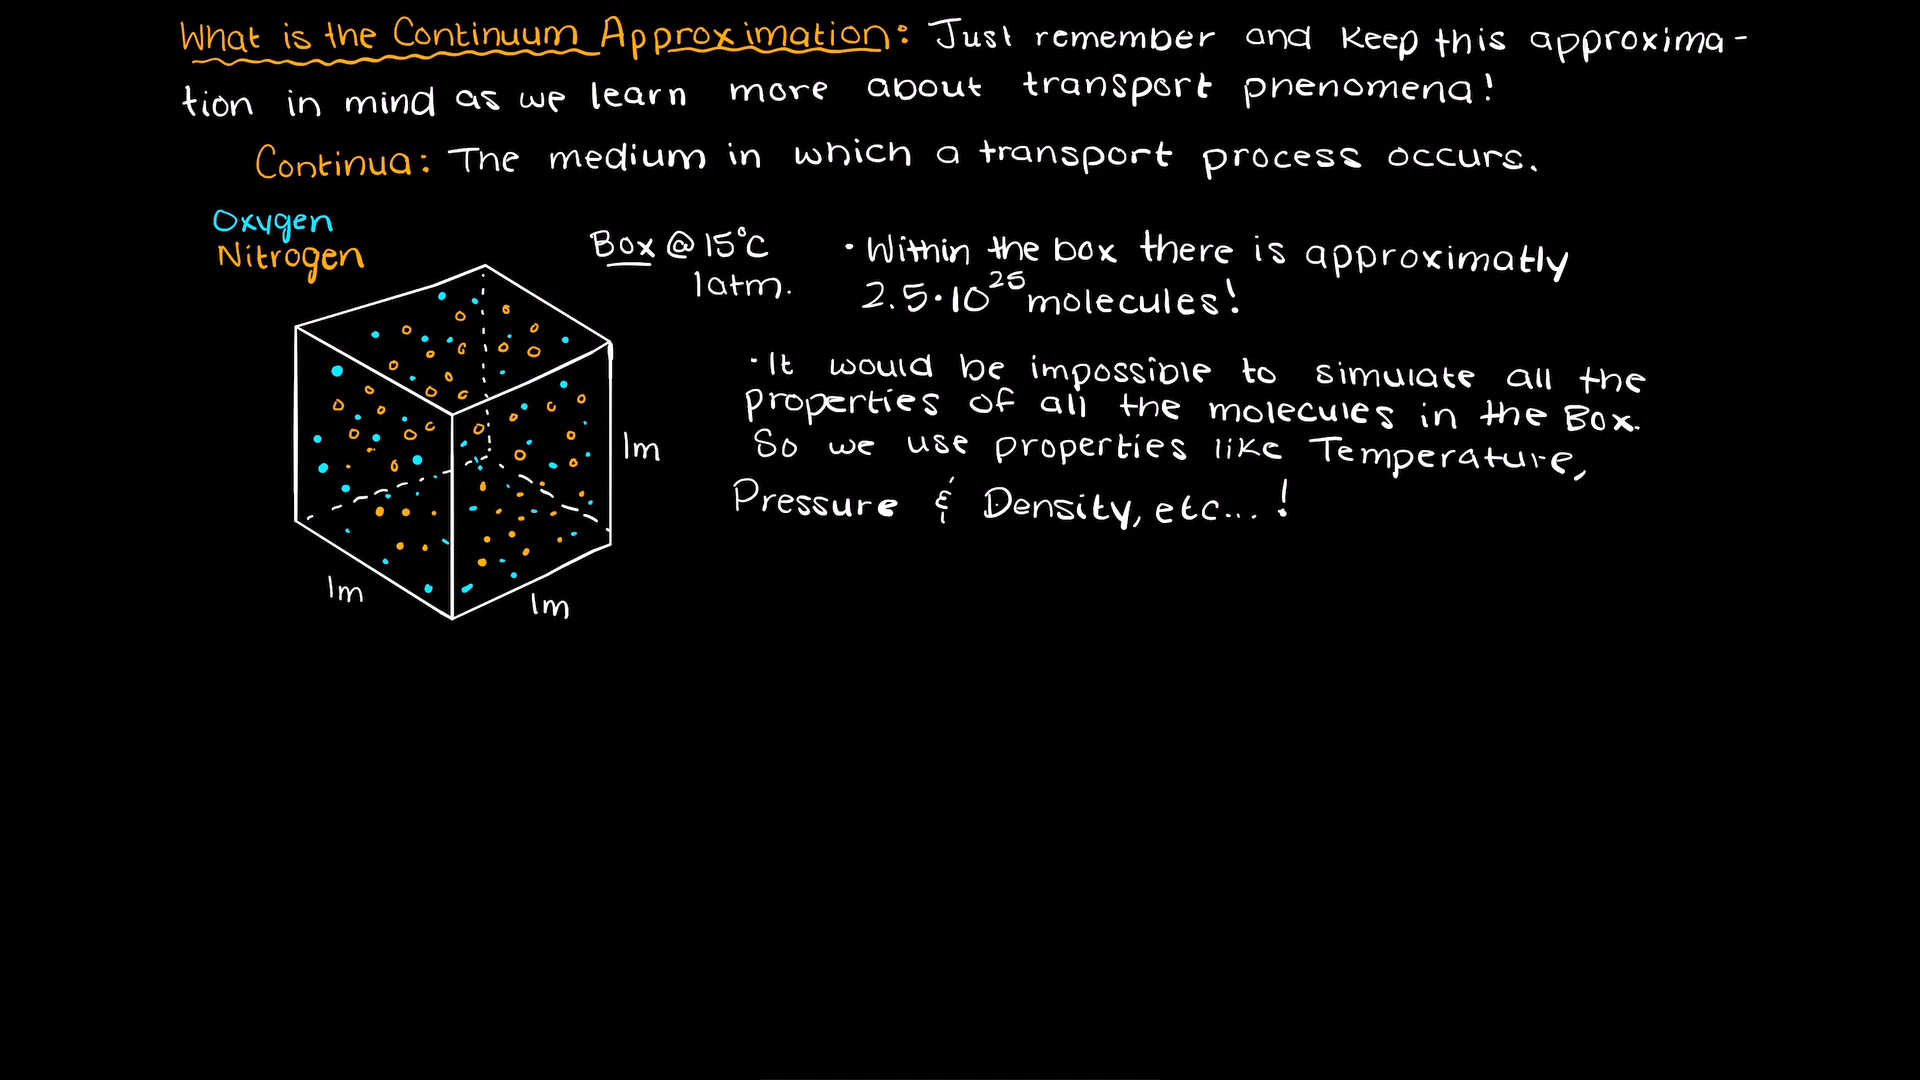 What is the Continuum Approximation: Just remember and keep this approxima-
tion in mind as we learn more about transport phenomena!
Continua: The medium in which a transport process occurs.
Oxygen
Nitrogen
Box @ 15°C
1atm.
• Within the box there is approximatly
2.5•10^25 molecules!
• It would be impossible to simulate all the
properties of all the molecules in the Box.
So we use properties like Temperature,
Pressure & Density, etc... !
1m
1m
1m